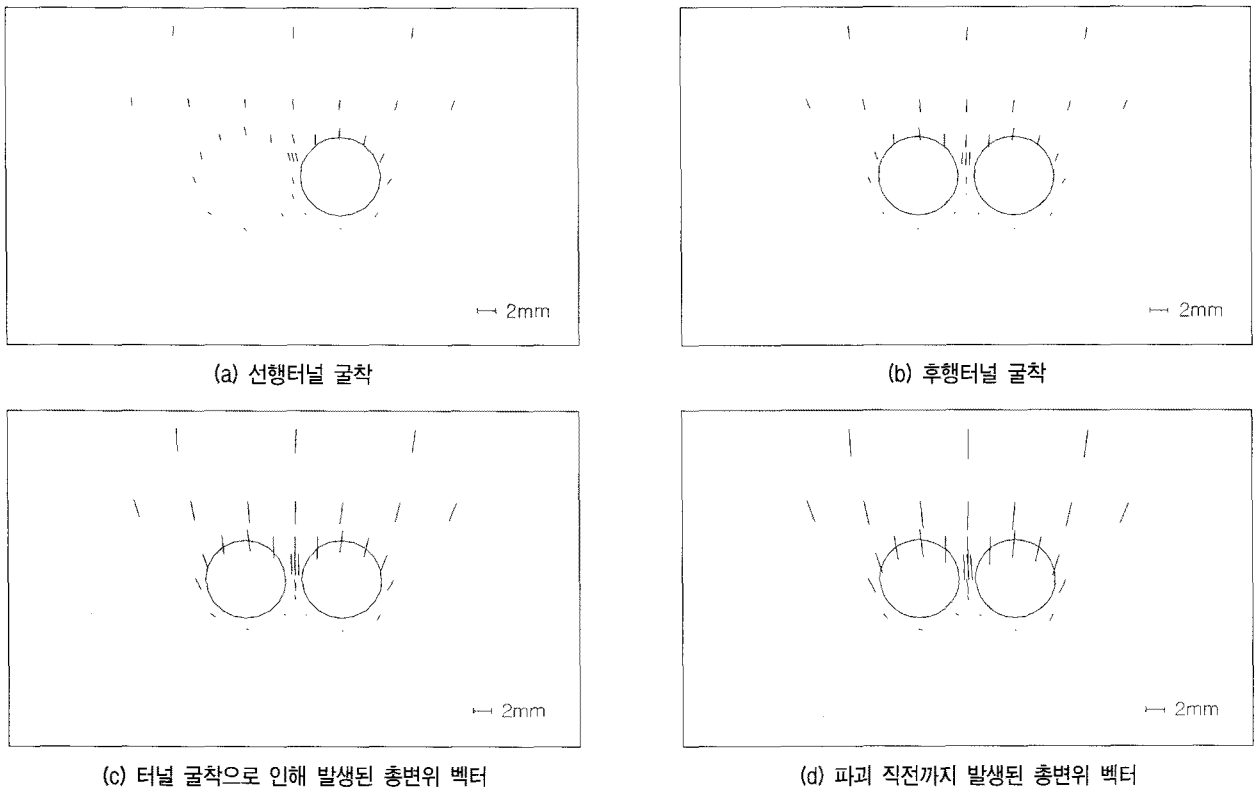 2mm
2mm
(a) 선행터널 굴착
(b) 후행터널 굴착
2mm
2mm
(c) 터널 굴착으로 인해 발생된 총변위 벡터
(d) 파괴 직전까지 발생된 총변위 벡터